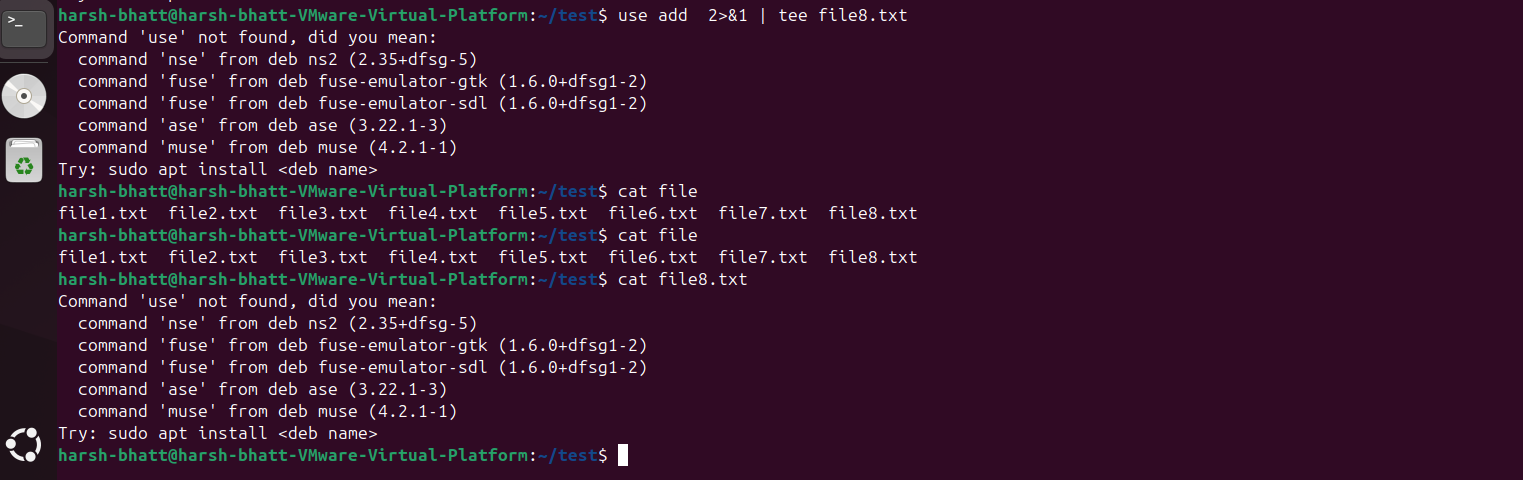 harsh-bhatt@harsh-bhatt-VMware-Virtual-Platform:~/test$ use add  2>&1 | tee file8.txt
Command 'use' not found, did you mean:
  command 'nse' from deb ns2 (2.35+dfsg-5)
  command 'fuse' from deb fuse-emulator-gtk (1.6.0+dfsg1-2)
  command 'fuse' from deb fuse-emulator-sdl (1.6.0+dfsg1-2)
  command 'ase' from deb ase (3.22.1-3)
  command 'muse' from deb muse (4.2.1-1)
Try: sudo apt install <deb name>
harsh-bhatt@harsh-bhatt-VMware-Virtual-Platform:~/test$ cat file
file1.txt  file2.txt  file3.txt  file4.txt  file5.txt  file6.txt  file7.txt  file8.txt
harsh-bhatt@harsh-bhatt-VMware-Virtual-Platform:~/test$ cat file
file1.txt  file2.txt  file3.txt  file4.txt  file5.txt  file6.txt  file7.txt  file8.txt
harsh-bhatt@harsh-bhatt-VMware-Virtual-Platform:~/test$ cat file8.txt
Command 'use' not found, did you mean:
  command 'nse' from deb ns2 (2.35+dfsg-5)
  command 'fuse' from deb fuse-emulator-gtk (1.6.0+dfsg1-2)
  command 'fuse' from deb fuse-emulator-sdl (1.6.0+dfsg1-2)
  command 'ase' from deb ase (3.22.1-3)
  command 'muse' from deb muse (4.2.1-1)
Try: sudo apt install <deb name>
harsh-bhatt@harsh-bhatt-VMware-Virtual-Platform:~/test$